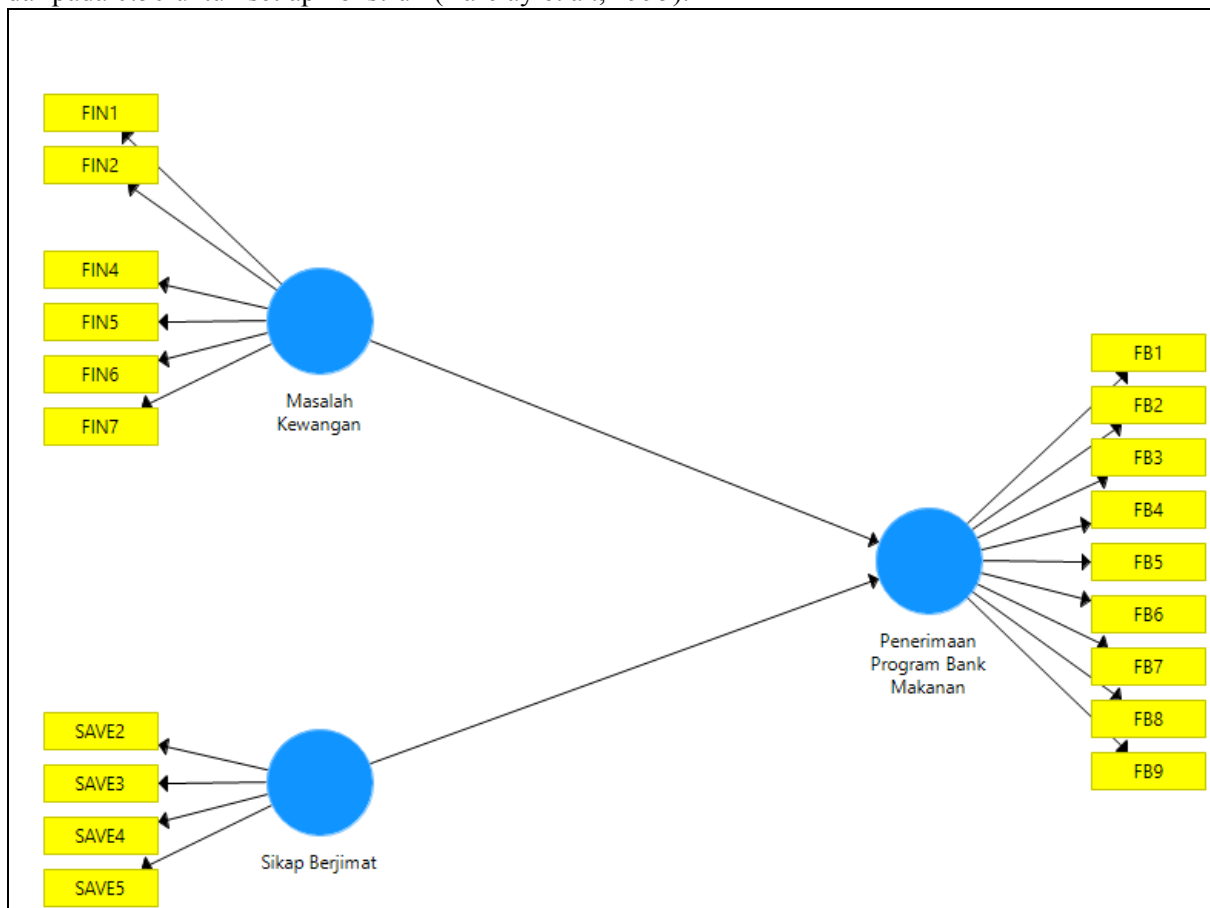 FIN1
FIN2
FIN4
FIN5
FIN6
FIN7
Masalah
Kewangan
SAVE2
SAVE3
SAVE4
SAVE5
Sikap Berjimat
Penerimaan
Program Bank
Makanan
FB1
FB2
FB3
FB4
FB5
FB6
FB7
FB8
FB9